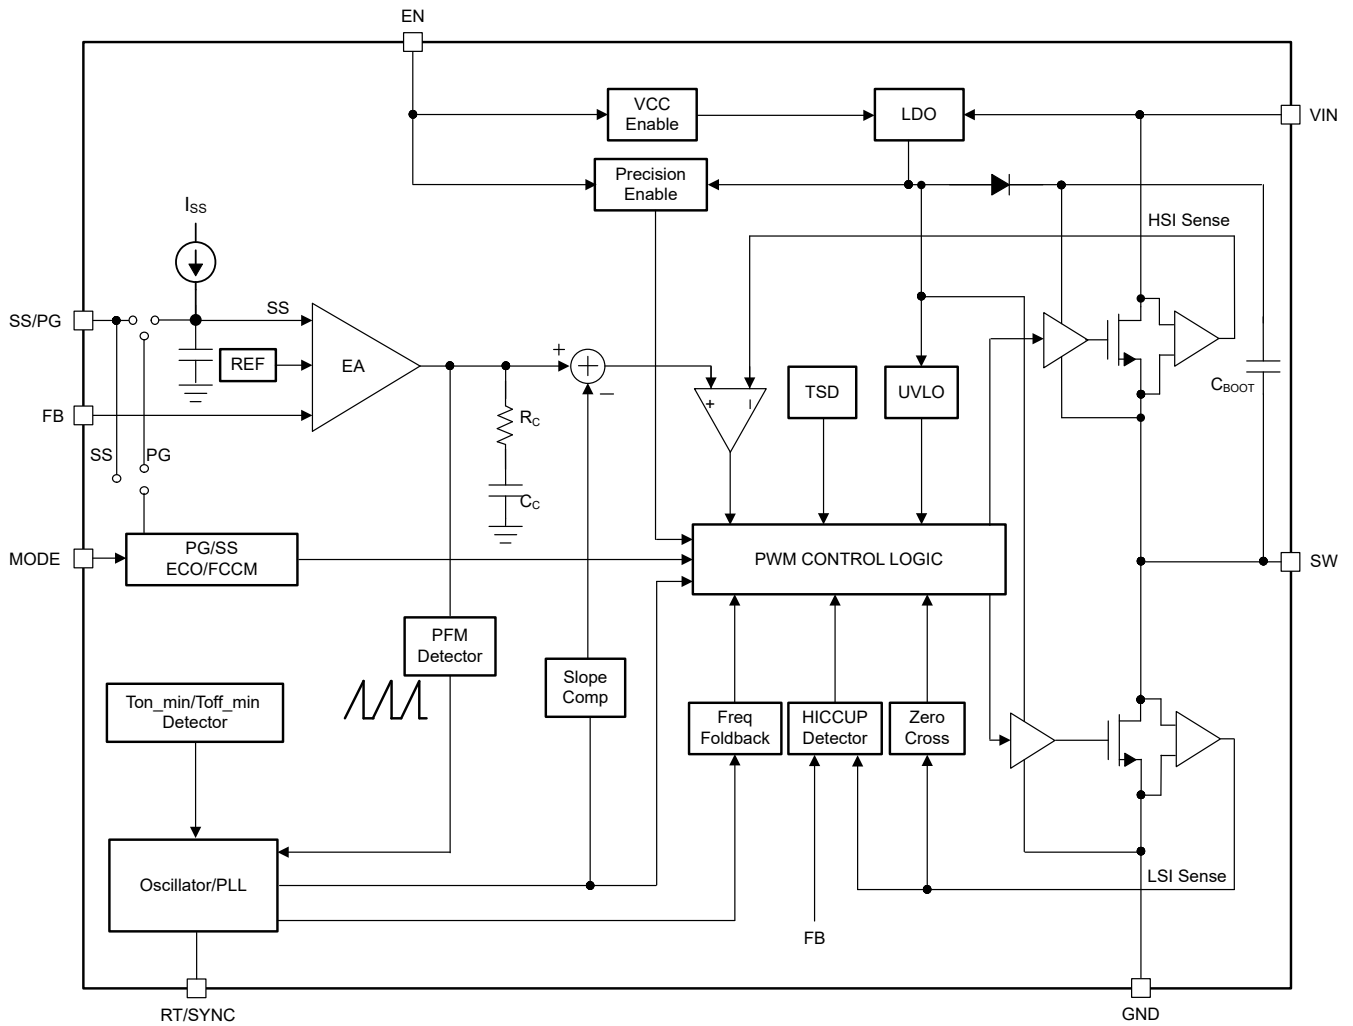 EN
VCC
Enable
LDO
VIN
Precision
Enable
ISS
HSI Sense
SS/PG
SS
EA
REF
+
+
−
RC
CC
+
−
TSD
UVLO
CBOOT
FB
SS
PG
MODE
PG/SS
ECO/FCCM
PWM CONTROL LOGIC
SW
PFM
Detector
Slope
Comp
Ton_min/Toff_min
Detector
Freq
Foldback
HICCUP
Detector
Zero
Cross
Oscillator/PLL
LSI Sense
FB
RT/SYNC
GND